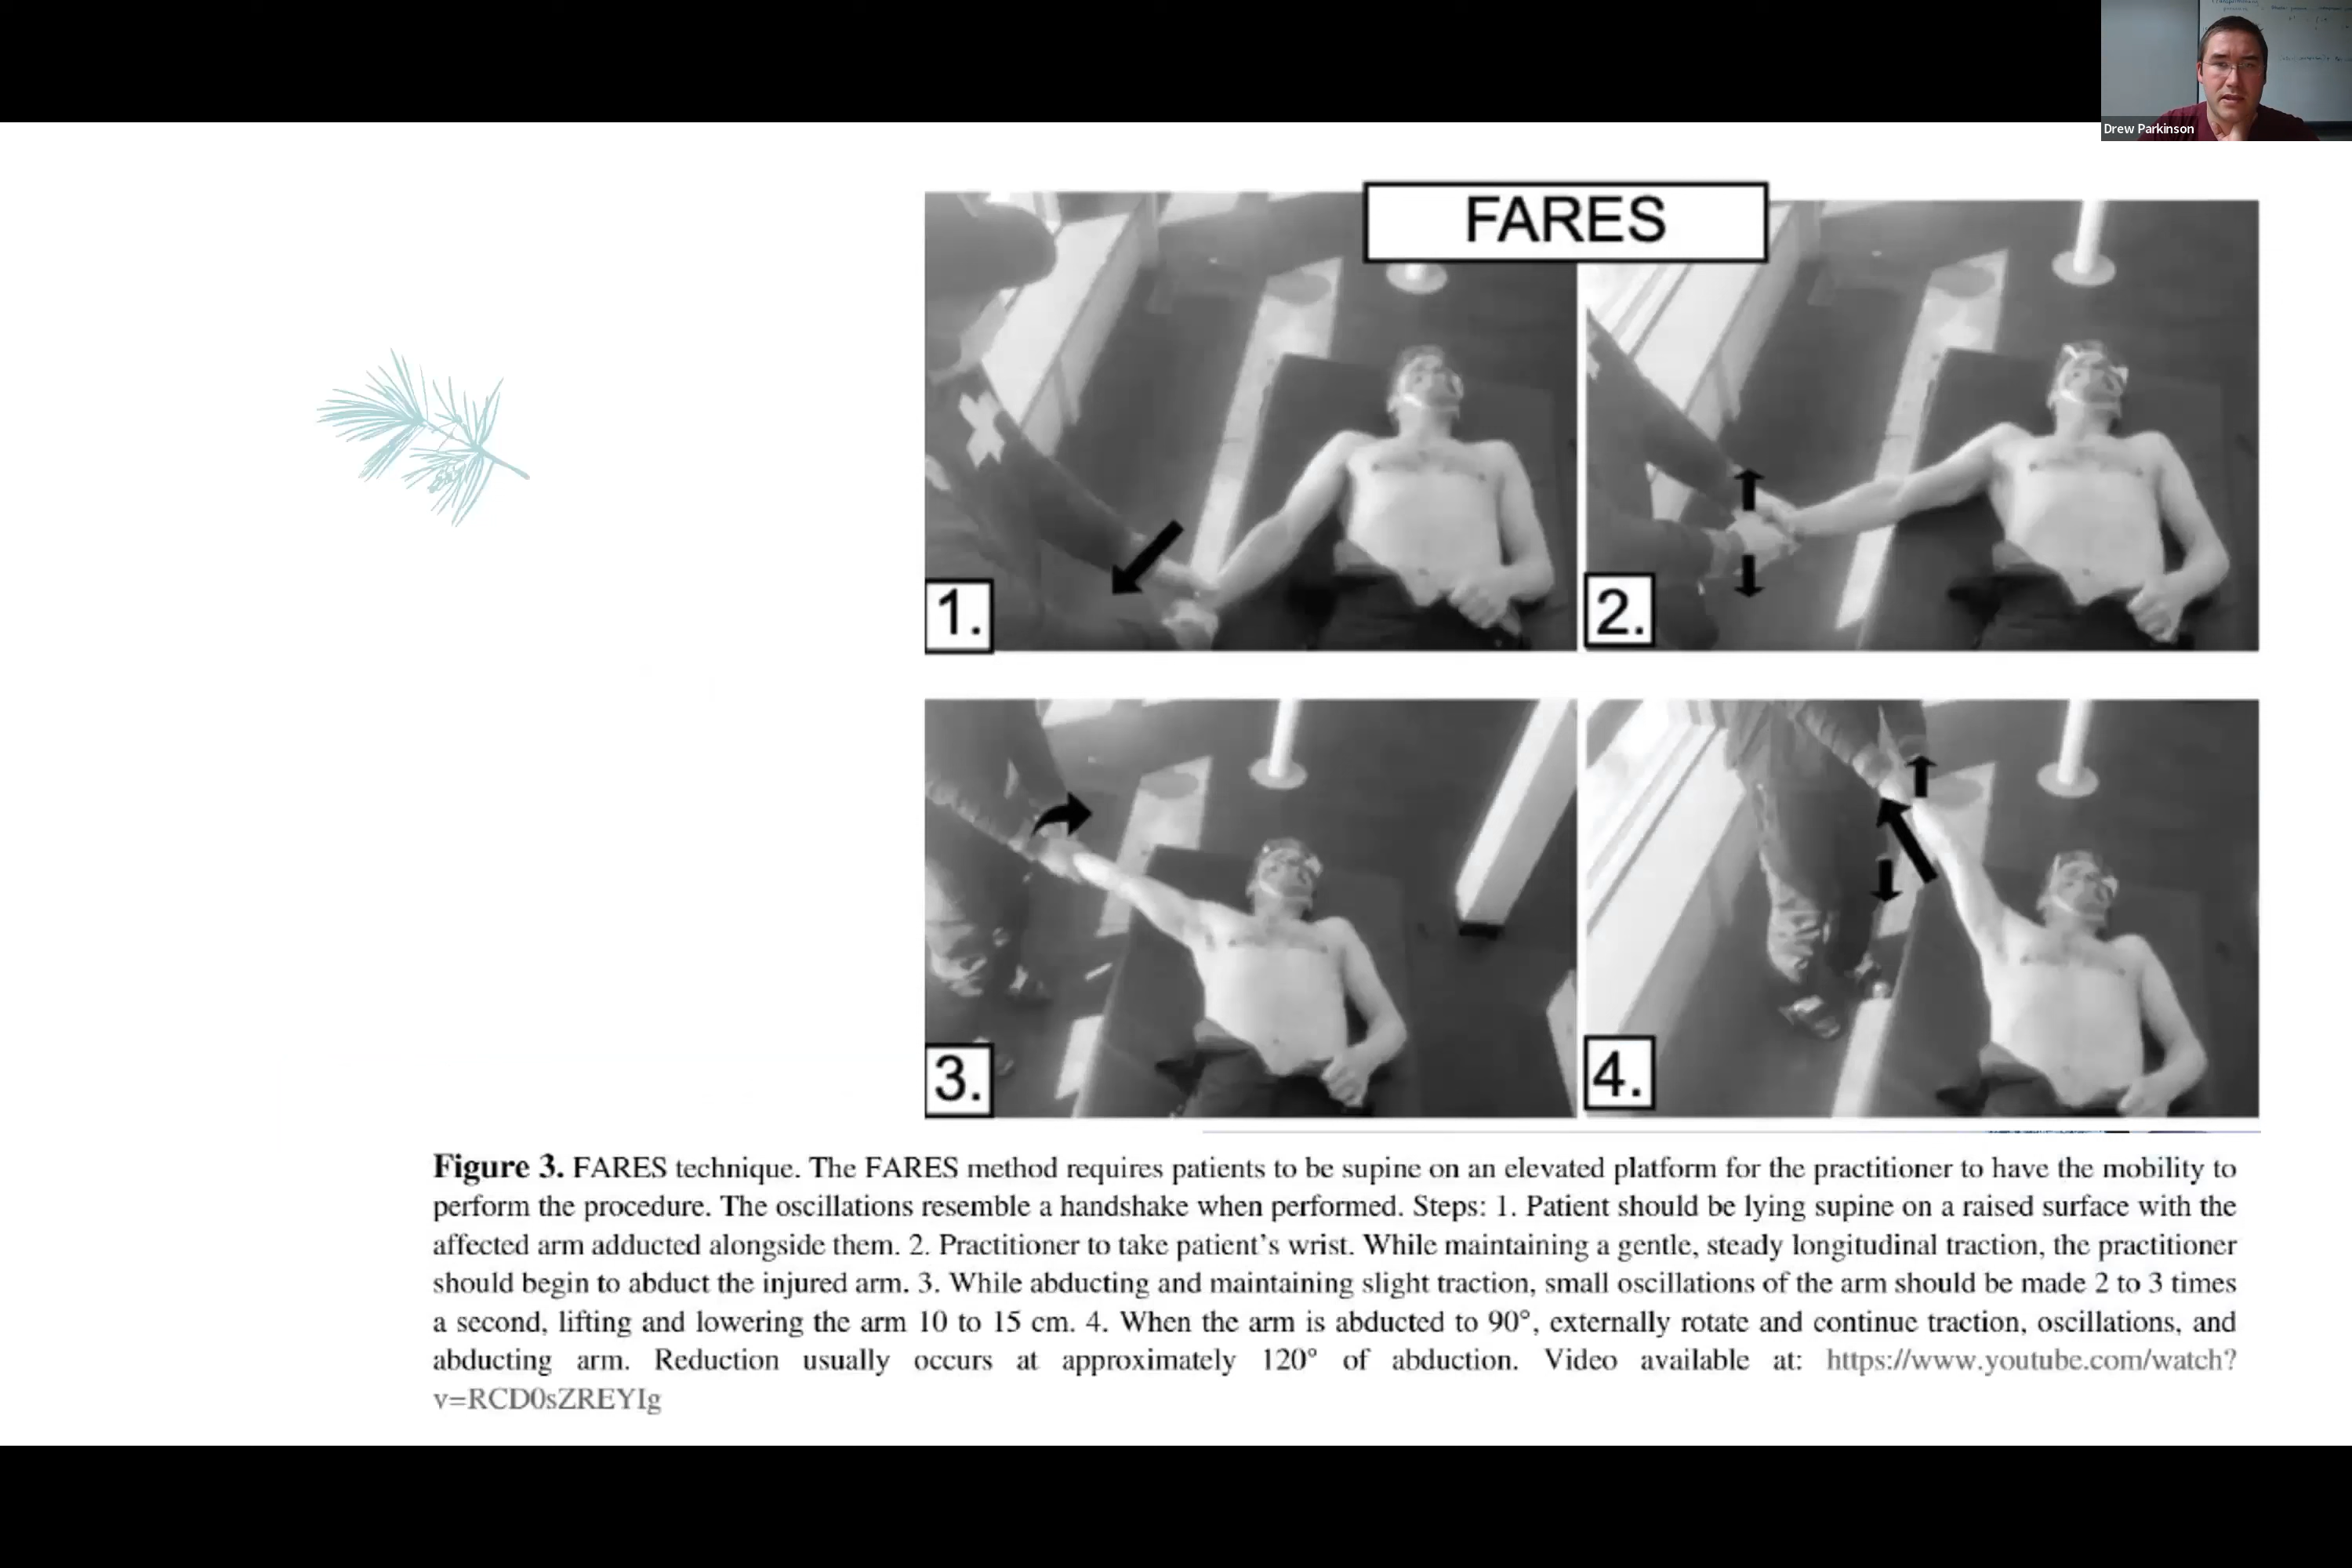 Drew Parkinson
FARES
1.
2.
3.
4.
Figure 3. FARES technique. The FARES method requires patients to be supine on an elevated platform for the practitioner to have the mobility to
perform the procedure. The oscillations resemble a handshake when performed. Steps: 1. Patient should be lying supine on a raised surface with the
affected arm adducted alongside them. 2. Practitioner to take patient's wrist. While maintaining a gentle, steady longitudinal traction, the practitioner
should begin to abduct the injured arm. 3. While abducting and maintaining slight traction, small oscillations of the arm should be made 2 to 3 times
a second, lifting and lowering the arm 10 to 15 cm. 4. When the arm is abducted to 90°, externally rotate and continue traction, oscillations, and
abducting arm. Reduction usually occurs at approximately 120° of abduction. Video available at: https://www.youtube.com/watch?
v=RCD0sZREYIg